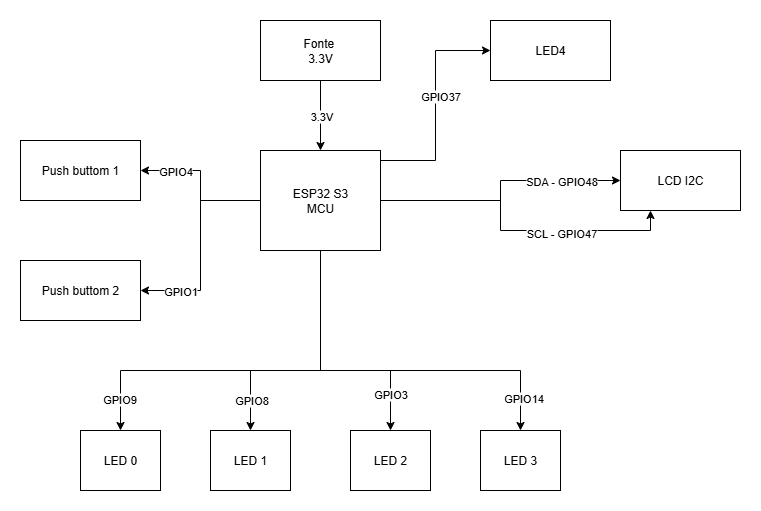 Fonte
3.3V
LED4
GPIO37
3.3V
Push buttom 1
GPIO4
ESP32 S3
MCU
SDA - GPIO48
LCD I2C
SCL - GPIO47
Push buttom 2
GPIO1
GPIO9
GPIO8
GPIO3
GPIO14
LED 0
LED 1
LED 2
LED 3